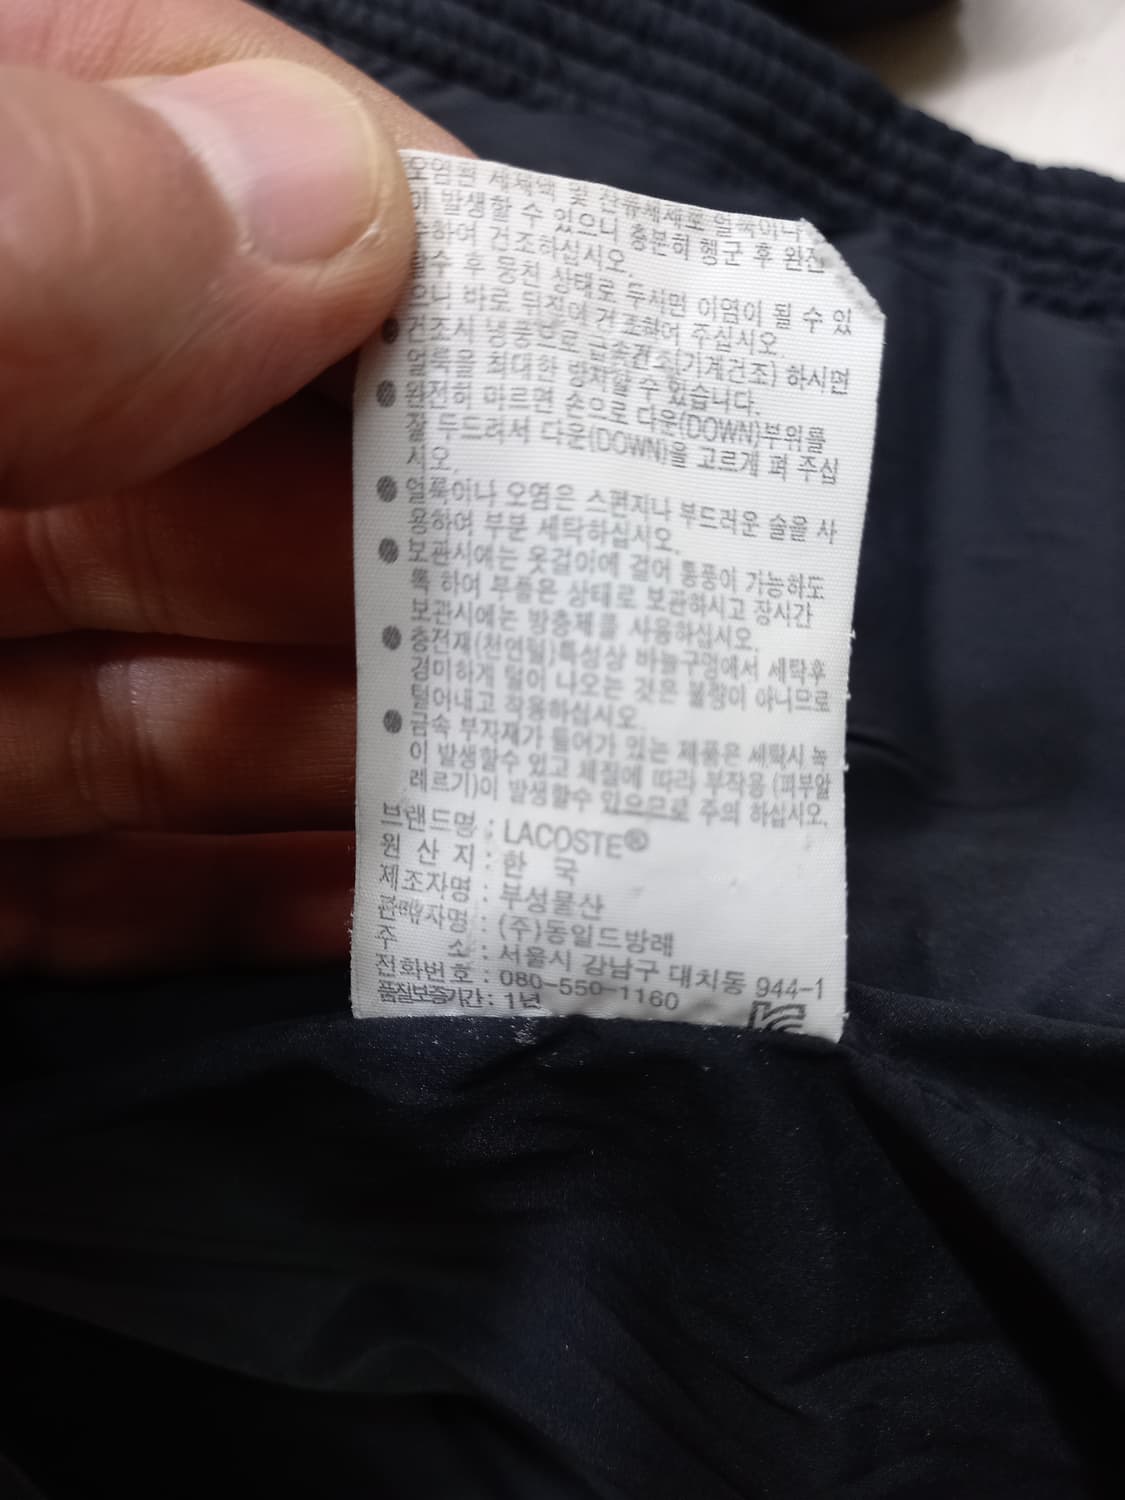 오염된 세제액 및 잔류세제로 얼룩이나
이 발생할 수 있으니 충분히 헹군 후 완전
하여 건조하십시오.
탈수 후 뭉친 상태로 두시면 이염이 될 수 있
으니 바로 뒤집어 건조하여 주십시오.
건조시 냉풍으로 급속건조(기계건조) 하시면
얼룩을 최대한 방지할 수 있습니다.
완전히 마르면 손으로 다운(DOWN)부위를
잘 두드려서 다운(DOWN)을 고르게 펴 주십
시오.
얼룩이나 오염은 스펀지나 부드러운 솔을 사
용하여 부분 세탁하십시오.
보관시에는 옷걸이에 걸어 통풍이 가능하도
록 하여 부풀은 상태로 보관하시고 장시간
보관시에는 방충제를 사용하십시오.
충전재(천연털)특성상 바늘구멍에서 세탁후
경미하게 털이 나오는 것은 불량이 아니므로
털어내고 착용하십시오.
금속 부자재가 들어가 있는 제품은 세탁시 녹
이 발생할수 있고 체질에 따라 부작용 (피부알
레르기)이 발생할수 있으므로 주의 하십시오.
브랜드명 : LACOSTE®
원 산 지 : 한 국
제조자명 : 부성물산
판매자명 : (주)동일드방레
주 소 : 서울시 강남구 대치동 944-1
전화번호 : 080-550-1160
품질보증기간 : 1년